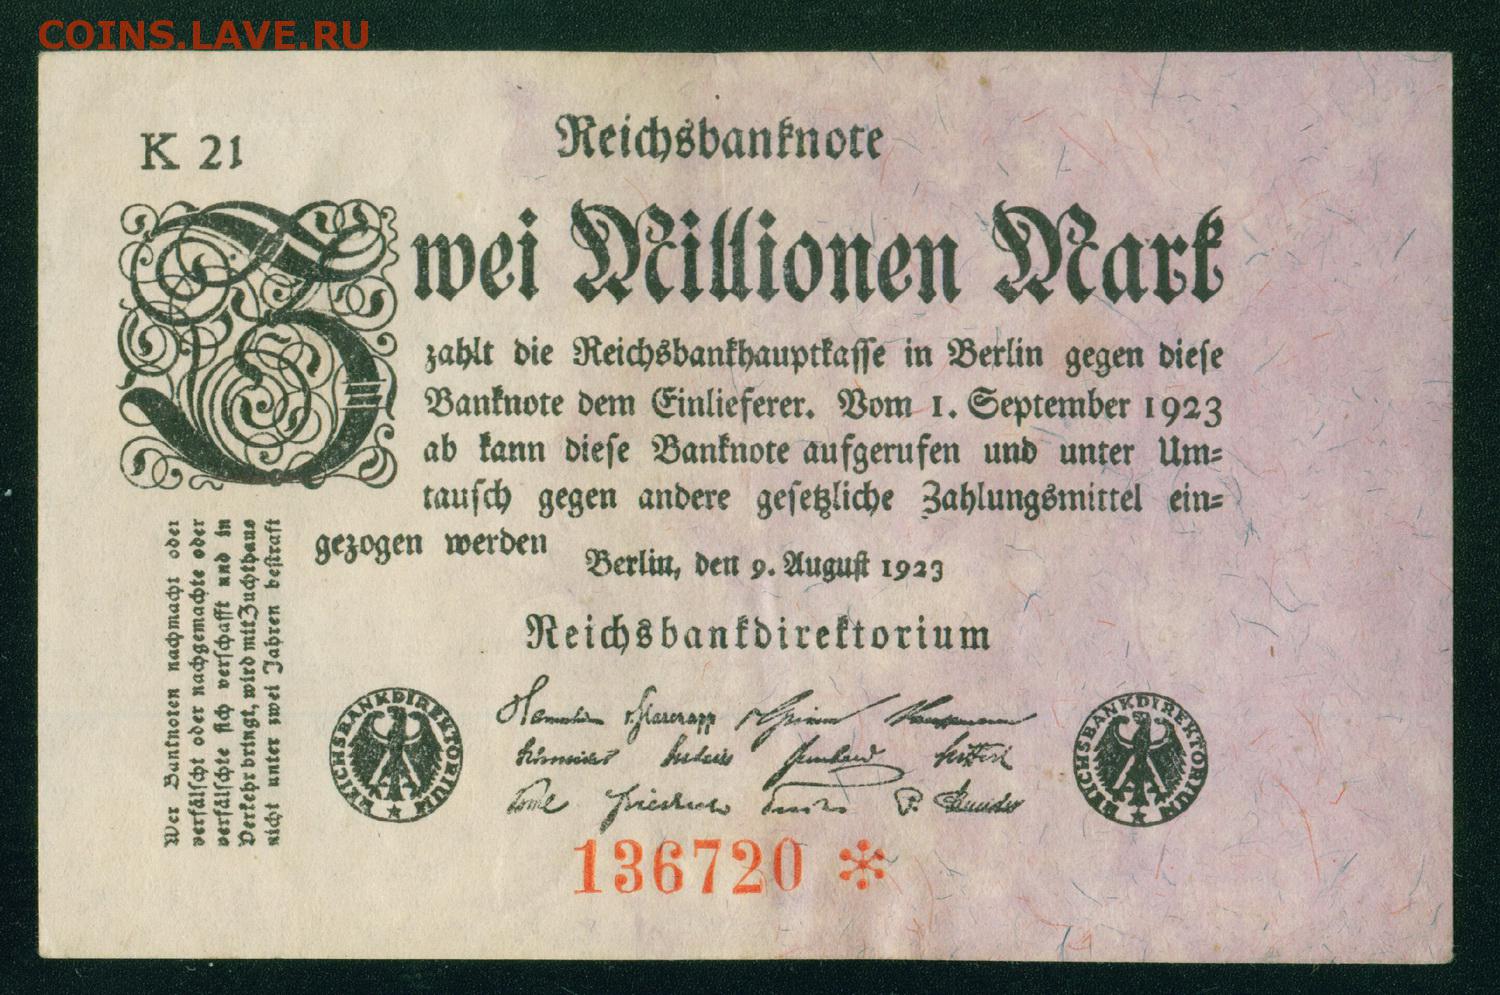 COINS.LAVE.RU
K 21
Reichsbanknote
Zwei Millionen Mark
zahlt die Reichsbankhauptkasse in Berlin gegen diese
Banknote dem Einlieferer. Vom 1. September 1923
ab kann diese Banknote aufgerufen und unter Um=
tausch gegen andere gesetzliche Zahlungsmittel ein=
gezogen werden
Berlin, den 9. August 1923
Reichsbankdirektorium
Wer Banknoten nachmacht oder
verfälscht oder nachgemachte oder
verfälschte sich verschafft und in
Verkehr bringt, wird mit Zuchthaus
nicht unter zwei Jahren bestraft
REICHSBANKDIREKTORIUM
REICHSBANKDIREKTORIUM
136720 *